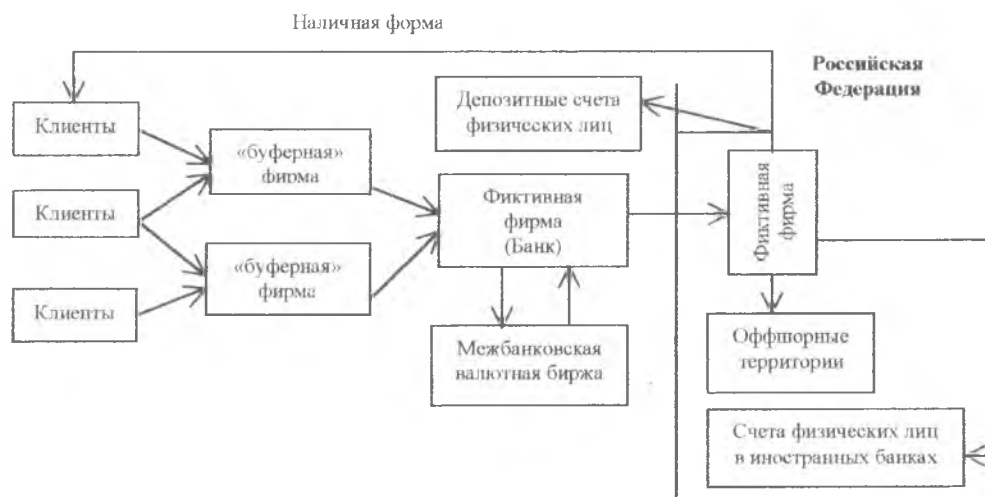 Наличная форма
Российская
Федерация
Депозитные счета
физических лиц
Клиенты
«буферная»
фирма
Клиенты
Фиктивная
фирма
(Банк)
Фиктивная
фирма
«буферная»
фирма
Клиенты
Межбанковская
валютная биржа
Оффшорные
территории
Счета физических лиц
в иностранных банках